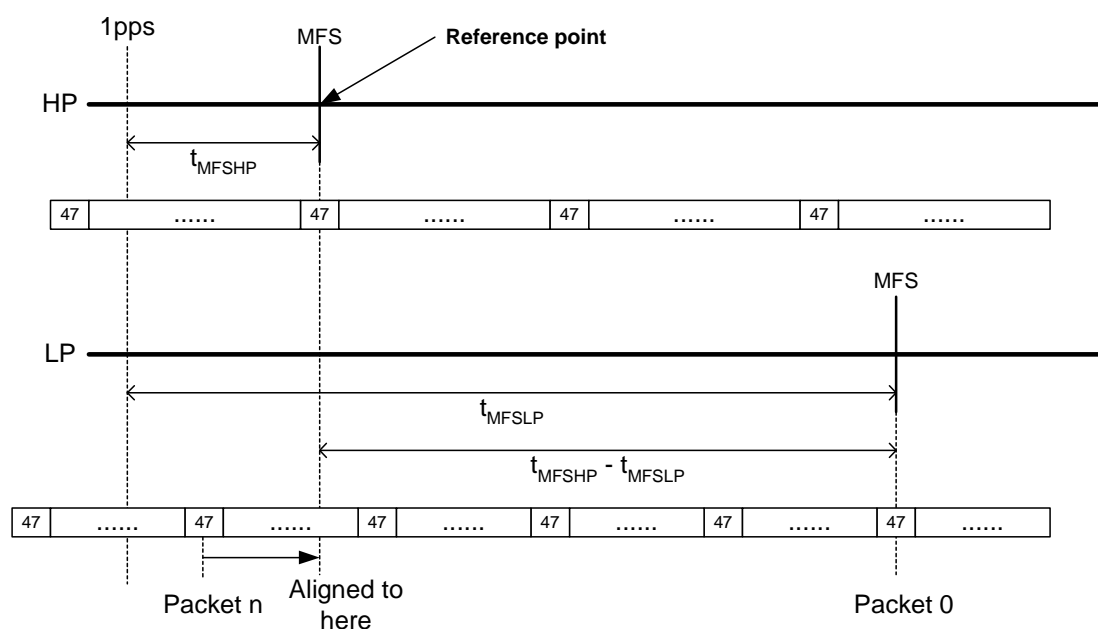 1pps
MFS
Reference point
HP
tMFSHP
47 ...... 47 ...... 47 ...... 47 ......
MFS
LP
tMFSLP
tMFSHP - tMFSLP
47 ...... 47 ...... 47 ...... 47 ...... 47 ...... 47 ......
Packet n
Aligned to
here
Packet 0